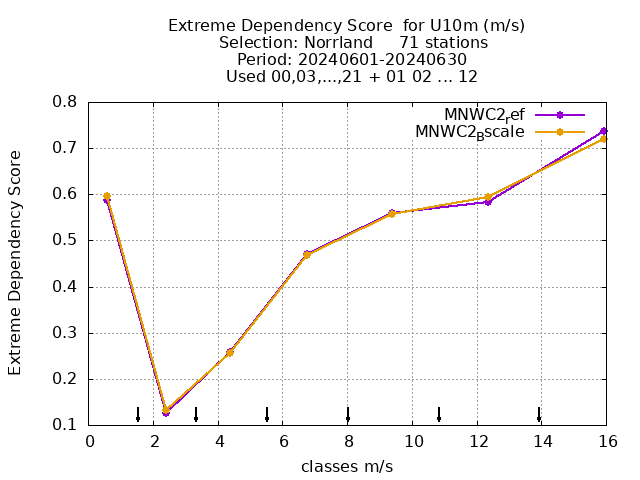 Extreme Dependency Score  for U10m (m/s)
Selection: Norrland     71 stations
Period: 20240601-20240630
Used 00,03,...,21 + 01 02 ... 12
MNWC2ref
MNWC2Bscale
Extreme Dependency Score
0.8
0.7
0.6
0.5
0.4
0.3
0.2
0.1
0 2 4 6 8 10 12 14 16
classes m/s